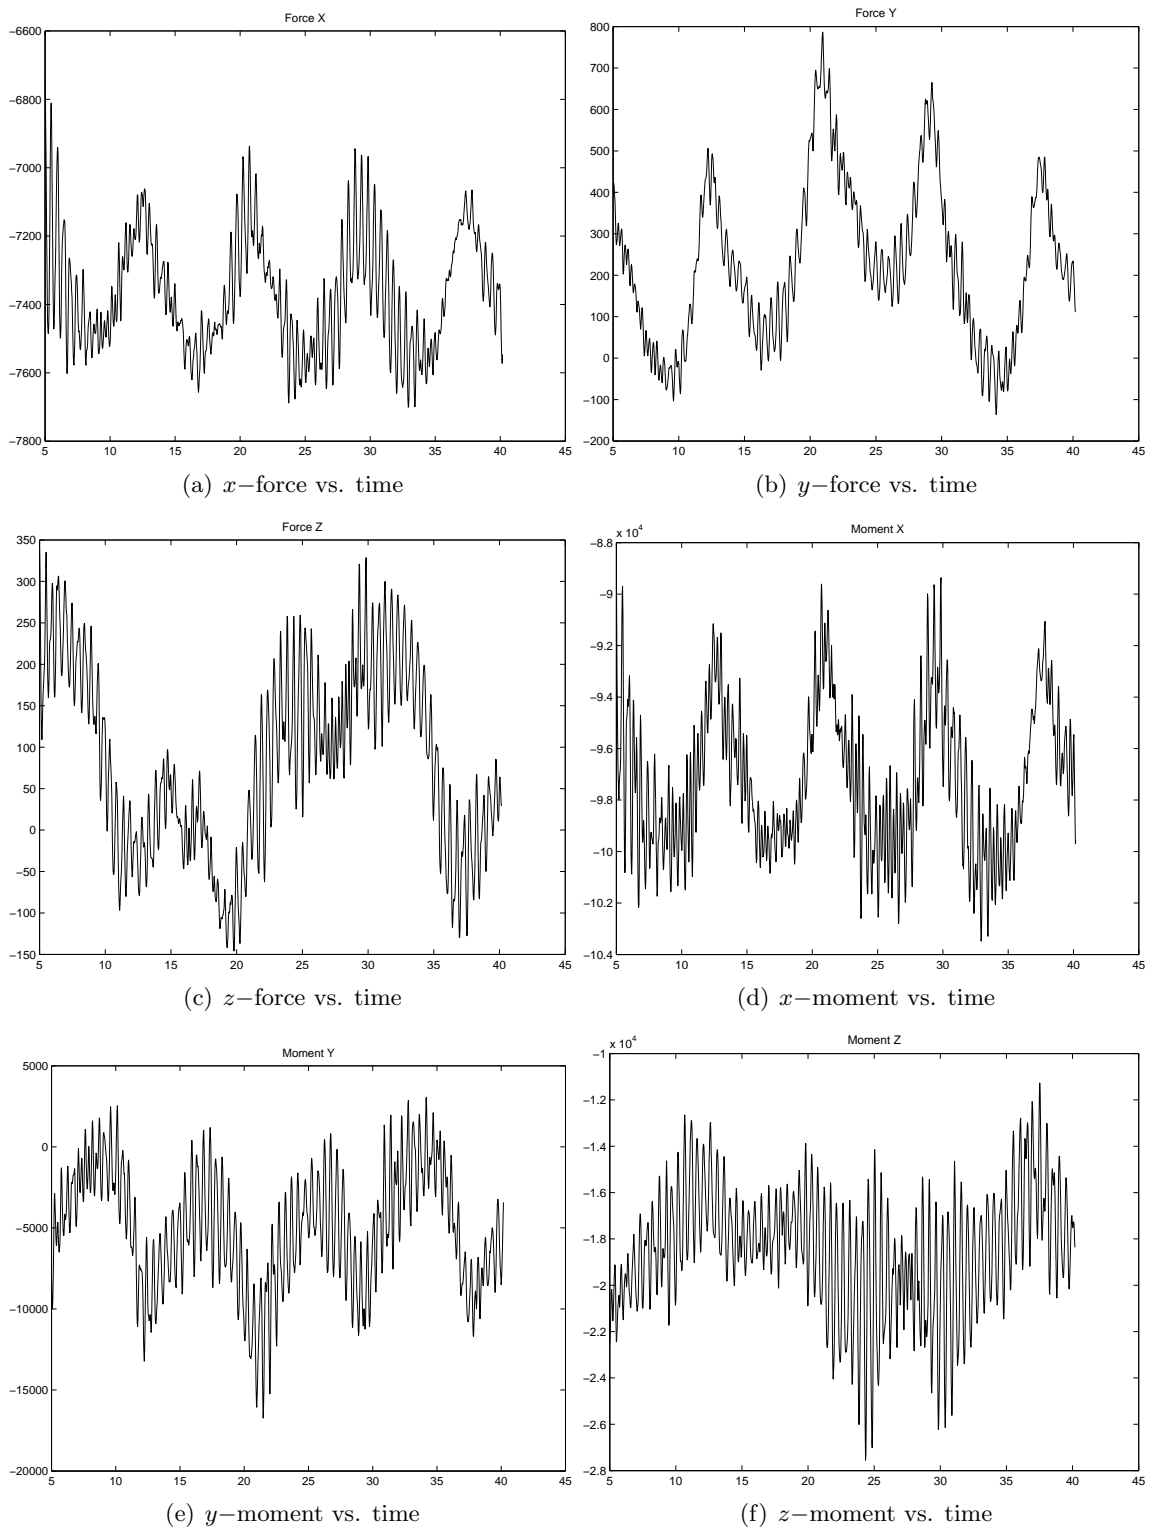 Force X
−6600
−6800
−7000
−7200
−7400
−7600
−7800
5 10 15 20 25 30 35 40 45
(a) x−force vs. time
Force Y
800
700
600
500
400
300
200
100
0
−100
−200
5 10 15 20 25 30 35 40 45
(b) y−force vs. time
Force Z
350
300
250
200
150
100
50
0
−50
−100
−150
5 10 15 20 25 30 35 40 45
(c) z−force vs. time
Moment X
x 10^4
−8.8
−9
−9.2
−9.4
−9.6
−9.8
−10
−10.2
−10.4
5 10 15 20 25 30 35 40 45
(d) x−moment vs. time
Moment Y
5000
0
−5000
−10000
−15000
−20000
5 10 15 20 25 30 35 40 45
(e) y−moment vs. time
Moment Z
x 10^4
−1
−1.2
−1.4
−1.6
−1.8
−2
−2.2
−2.4
−2.6
−2.8
5 10 15 20 25 30 35 40 45
(f) z−moment vs. time